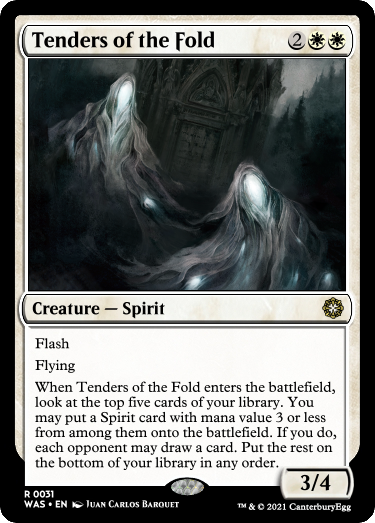 Tenders of the Fold 2
Creature — Spirit
Flash
Flying
When Tenders of the Fold enters the battlefield,
look at the top five cards of your library. You
may put a Spirit card with mana value 3 or less
from among them onto the battlefield. If you do,
each opponent may draw a card. Put the rest on
the bottom of your library in any order.
3/4
R 0031
WAS • EN Juan Carlos Barquet
™ & © 2021 CanterburyEgg